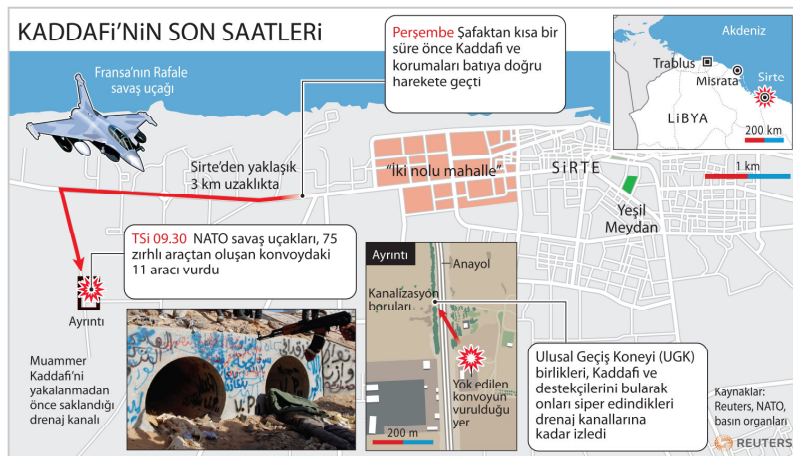 KADDAFi’NiN SON SAATLERi
Fransa’nın Rafale
savaş uçağı
Perşembe Şafaktan kısa bir
süre önce Kaddafi ve
korumaları batıya doğru
harekete geçti
Akdeniz
Trablus
Misrata
Sirte
LiBYA
200 km
1 km
Sirte’den yaklaşık
3 km uzaklıkta
“İki nolu mahalle”
SiRTE
Yeşil
Meydan
TSi 09.30 NATO savaş uçakları, 75
zırhlı araçtan oluşan konvoydaki
11 aracı vurdu
Ayrıntı
Muammer
Kaddafi’ni
yakalanmadan
önce saklandığı
drenaj kanalı
Ayrıntı
Anayol
Kanalizasyon
boruları
Yok edilen
konvoyun
vurulduğu
yer
200 m
Ulusal Geçiş Koneyi (UGK)
birlikleri, Kaddafi ve
destekçilerini bularak
onları siper edindikleri
drenaj kanallarına
kadar izledi
Kaynaklar:
Reuters, NATO,
basın organları
REUTERS